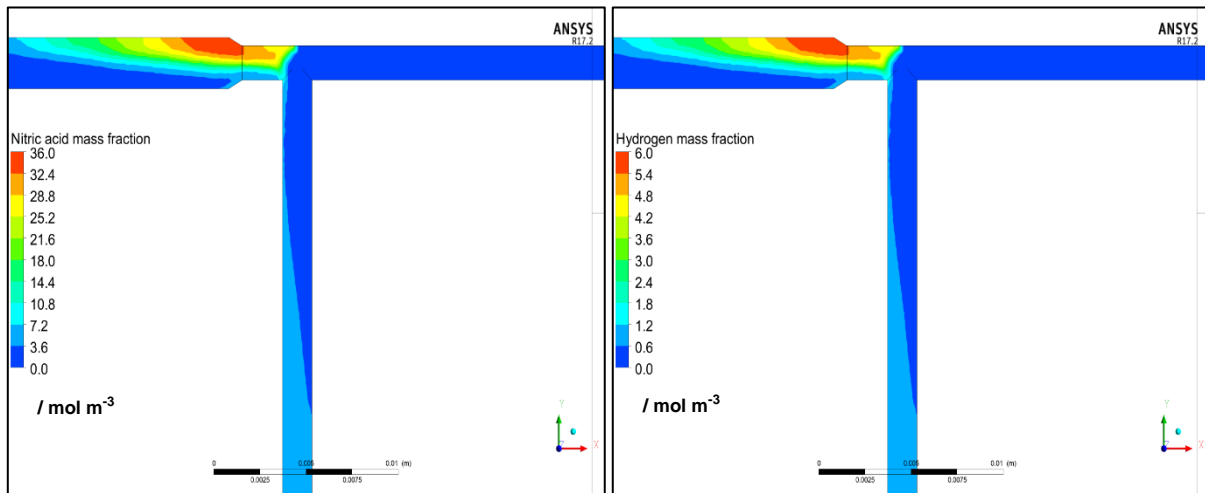 ANSYS
R17.2
Nitic acid mass fraction
36.0
32.4
28.8
25.2
21.6
18.0
14.4
10.8
7.2
3.6
0.0
/ mol m⁻³
Y
X
Z
0
0.005
0.01 (m)
0.0025
0.0075
ANSYS
R17.2
Hydrogen mass fraction
6.0
5.4
4.8
4.2
3.6
3.0
2.4
1.8
1.2
0.6
0.0
/ mol m⁻³
Y
X
Z
0
0.005
0.01 (m)
0.0025
0.0075